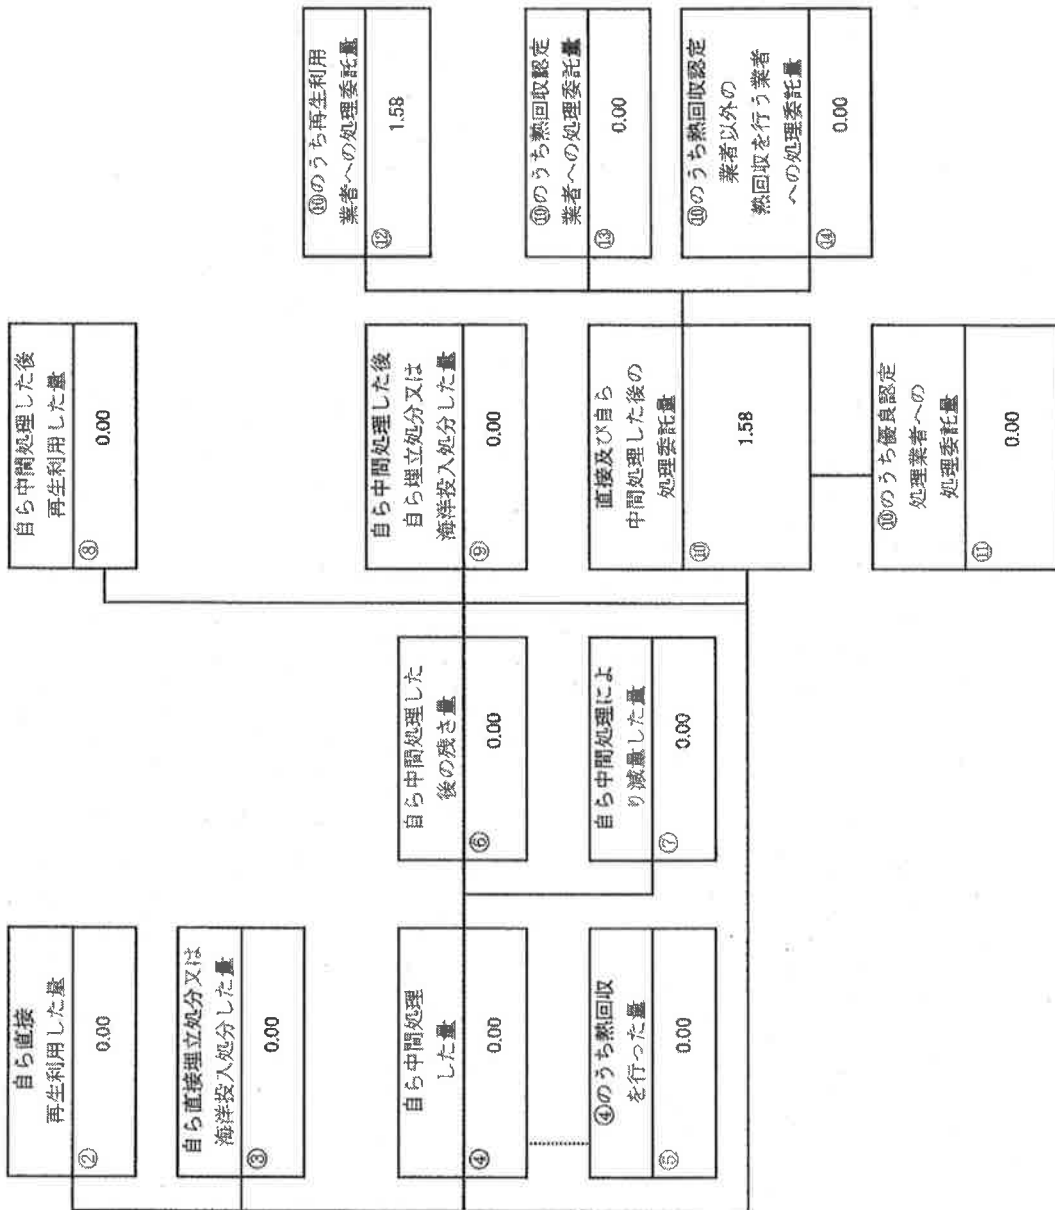 自ら直接
再生利用した量
②
0.00
自ら直接埋立処分又は
海洋投入処分した量
③
0.00
自ら中間処理
した量
④
0.00
④のうち熱回収
を行った量
⑤
0.00
自ら中間処理した
後の残さ量
⑥
0.00
自ら中間処理によ
り減量した量
⑦
0.00
自ら中間処理した後
再生利用した量
⑧
0.00
自ら中間処理した後
自ら埋立処分又は
海洋投入処分した量
⑨
0.00
直接及び自ら
中間処理した後の
処理委託量
⑩
1.58
⑩のうち優良認定
処理業者への
処理委託量
⑪
0.00
⑩のうち再生利用
業者への処理委託量
⑫
1.58
⑩のうち熱回収認定
業者への処理委託量
⑬
0.00
⑩のうち熱回収認定
業者以外の
熱回収を行う業者
への処理委託量
⑭
0.00